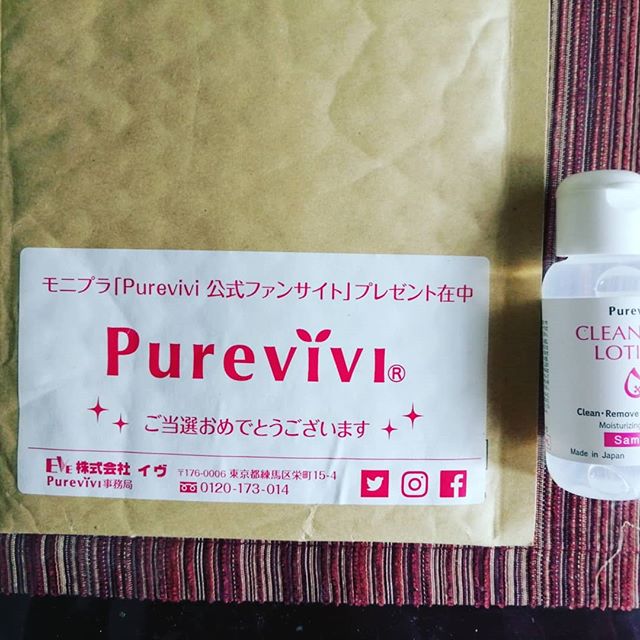 モニプラ「Purevivi 公式ファンサイト」プレゼント在中
Purevivi®
ご当選おめでとうございます
EVE 株式会社 イヴ
Purevivi事務局
〒176-0006 東京都練馬区栄町15-4
0120-173-014
Purev
CLEAN
LOTI
Clean・Remove
Moisturizing
Sam
Made in Japan